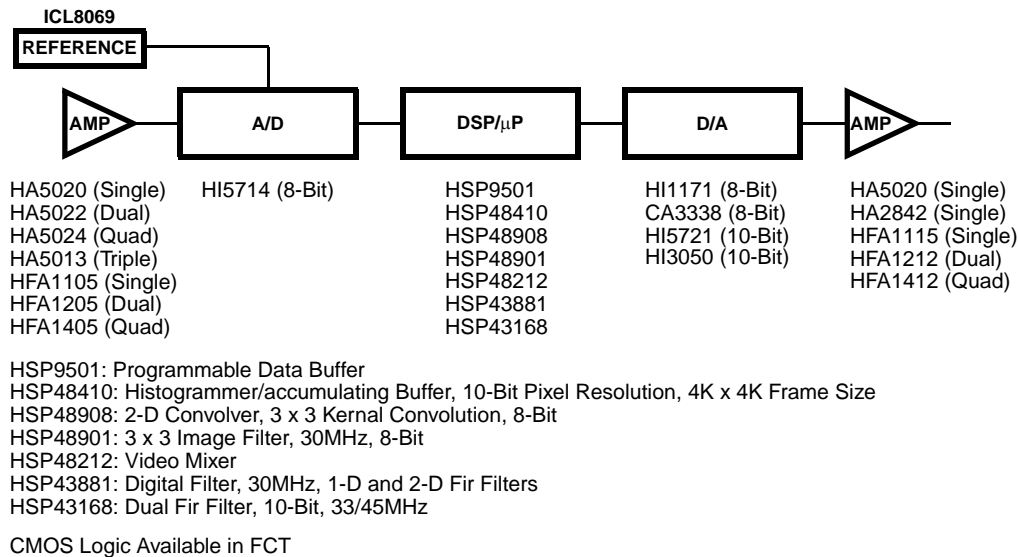 ICL8069
REFERENCE
AMP
A/D
DSP/μP
D/A
AMP
HA5020 (Single)
HA5022 (Dual)
HA5024 (Quad)
HA5013 (Triple)
HFA1105 (Single)
HFA1205 (Dual)
HFA1405 (Quad)
HI5714 (8-Bit)
HSP9501
HSP48410
HSP48908
HSP48901
HSP48212
HSP43881
HSP43168
HI1171 (8-Bit)
CA3338 (8-Bit)
HI5721 (10-Bit)
HI3050 (10-Bit)
HA5020 (Single)
HA2842 (Single)
HFA1115 (Single)
HFA1212 (Dual)
HFA1412 (Quad)
HSP9501: Programmable Data Buffer
HSP48410: Histogrammer/accumulating Buffer, 10-Bit Pixel Resolution, 4K x 4K Frame Size
HSP48908: 2-D Convolver, 3 x 3 Kernal Convolution, 8-Bit
HSP48901: 3 x 3 Image Filter, 30MHz, 8-Bit
HSP48212: Video Mixer
HSP43881: Digital Filter, 30MHz, 1-D and 2-D Fir Filters
HSP43168: Dual Fir Filter, 10-Bit, 33/45MHz
CMOS Logic Available in FCT